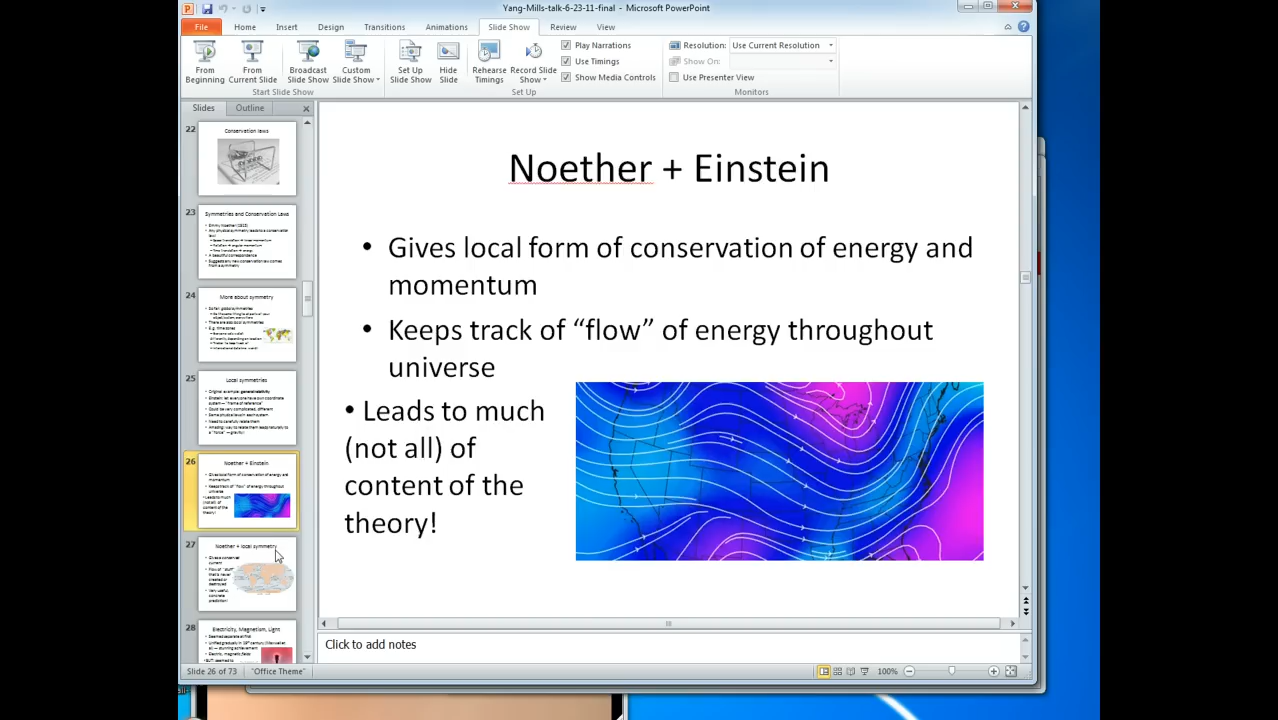 Yang-Mills-talk-6-23-11-final - Microsoft PowerPoint
File Home Insert Design Transitions Animations Slide Show Review View
From Beginning
From Current Slide
Broadcast Slide Show
Custom Slide Show
Start Slide Show
Set Up Slide Show
Hide Slide
Rehearse Timings
Record Slide Show
Play Narrations
Use Timings
Show Media Controls
Set Up
Resolution: Use Current Resolution
Show On:
Use Presenter View
Monitors
Slides Outline
22
Conservation laws
23
Symmetries and Conservation Laws
24
More about symmetry
25
Local symmetries
26
Noether + Einstein
27
Noether + local symmetry
28
Electricity, Magnetism, Light
Noether + Einstein
• Gives local form of conservation of energy and
momentum
• Keeps track of “flow” of energy throughout
universe
• Leads to much
(not all) of
content of the
theory!
Click to add notes
Slide 26 of 73 "Office Theme" 100%